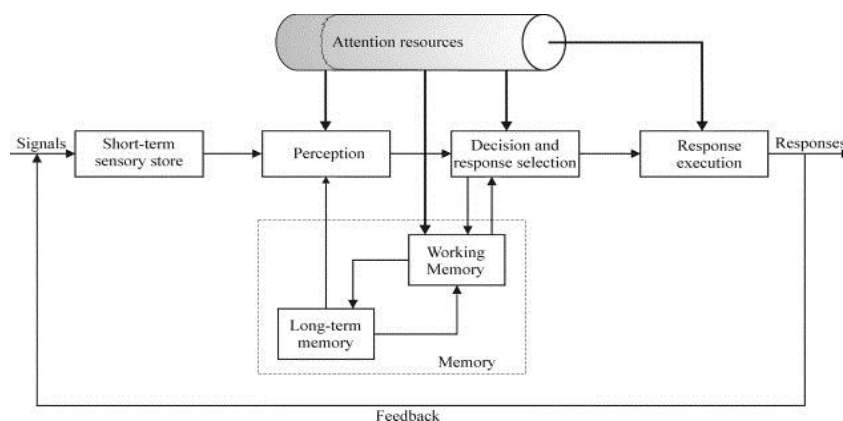 Attention resources
Signals
Short-term
sensory store
Perception
Decision and
response selection
Response
execution
Responses
Working
Memory
Long-term
memory
Memory
Feedback